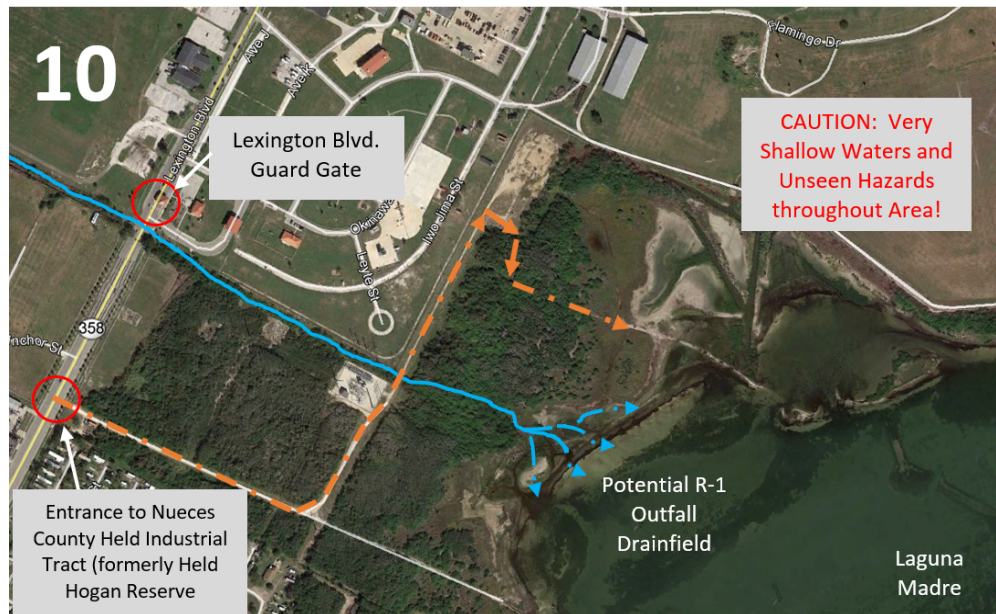 10
Flamingo Dr
Ave J
Ave K
Lexington Blvd
Lexington Blvd.
Guard Gate
CAUTION: Very
Shallow Waters and
Unseen Hazards
throughout Area!
Okinawa
Iwo Jima St
Leyte St
358
nchor St
Entrance to Nueces
County Held Industrial
Tract (formerly Held
Hogan Reserve
Potential R-1
Outfall
Drainfield
Laguna
Madre